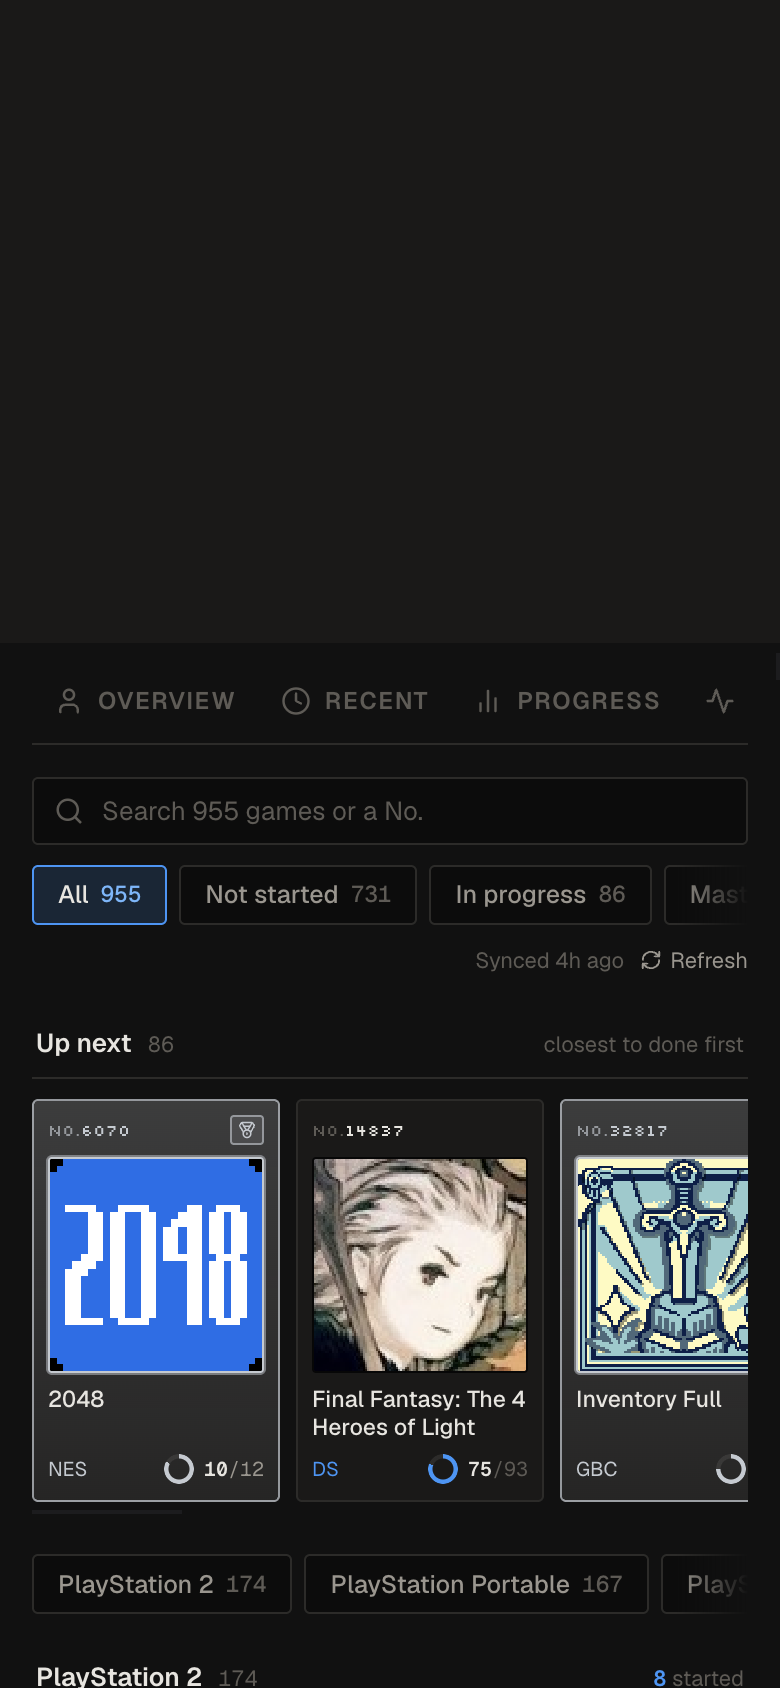 OVERVIEW RECENT PROGRESS
Search 955 games or a No.
All 955 Not started 731 In progress 86 Mast
Synced 4h ago Refresh
Up next 86 closest to done first
NO.6070 NO.14837 NO.32817
2048
2048 Final Fantasy: The 4 Heroes of Light Inventory Full
NES 10/12 DS 75/93 GBC
PlayStation 2 174 PlayStation Portable 167 PlayS
PlayStation 2 174 8 started